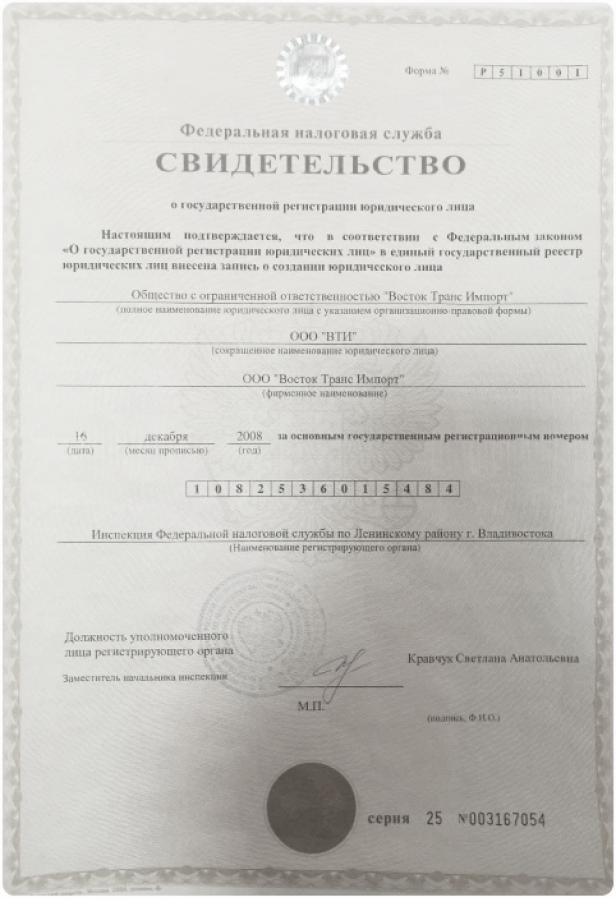 Форма №
Р 5 1 0 0 1
Федеральная налоговая служба
СВИДЕТЕЛЬСТВО
о государственной регистрации юридического лица
Настоящим подтверждается, что в соответствии с Федеральным законом
«О государственной регистрации юридических лиц» в единый государственный реестр
юридических лиц внесена запись о создании юридического лица
Общество с ограниченной ответственностью "Восток Транс Импорт"
(полное наименование юридического лица с указанием организационно-правовой формы)
ООО "ВТИ"
(сокращенное наименование юридического лица)
ООО "Восток Транс Импорт"
(фирменное наименование)
16 декабря 2008 за основным государственным регистрационным номером
(дата) (месяц прописью) (год)
1 0 8 2 5 3 6 0 1 5 4 8 4
Инспекция Федеральной налоговой службы по Ленинскому району г. Владивостока
(Наименование регистрирующего органа)
Должность уполномоченного
лица регистрирующего органа
Кравчук Светлана Анатольевна
Заместитель начальника инспекции
М.П.
(подпись, Ф.И.О.)
серия 25 №003167054